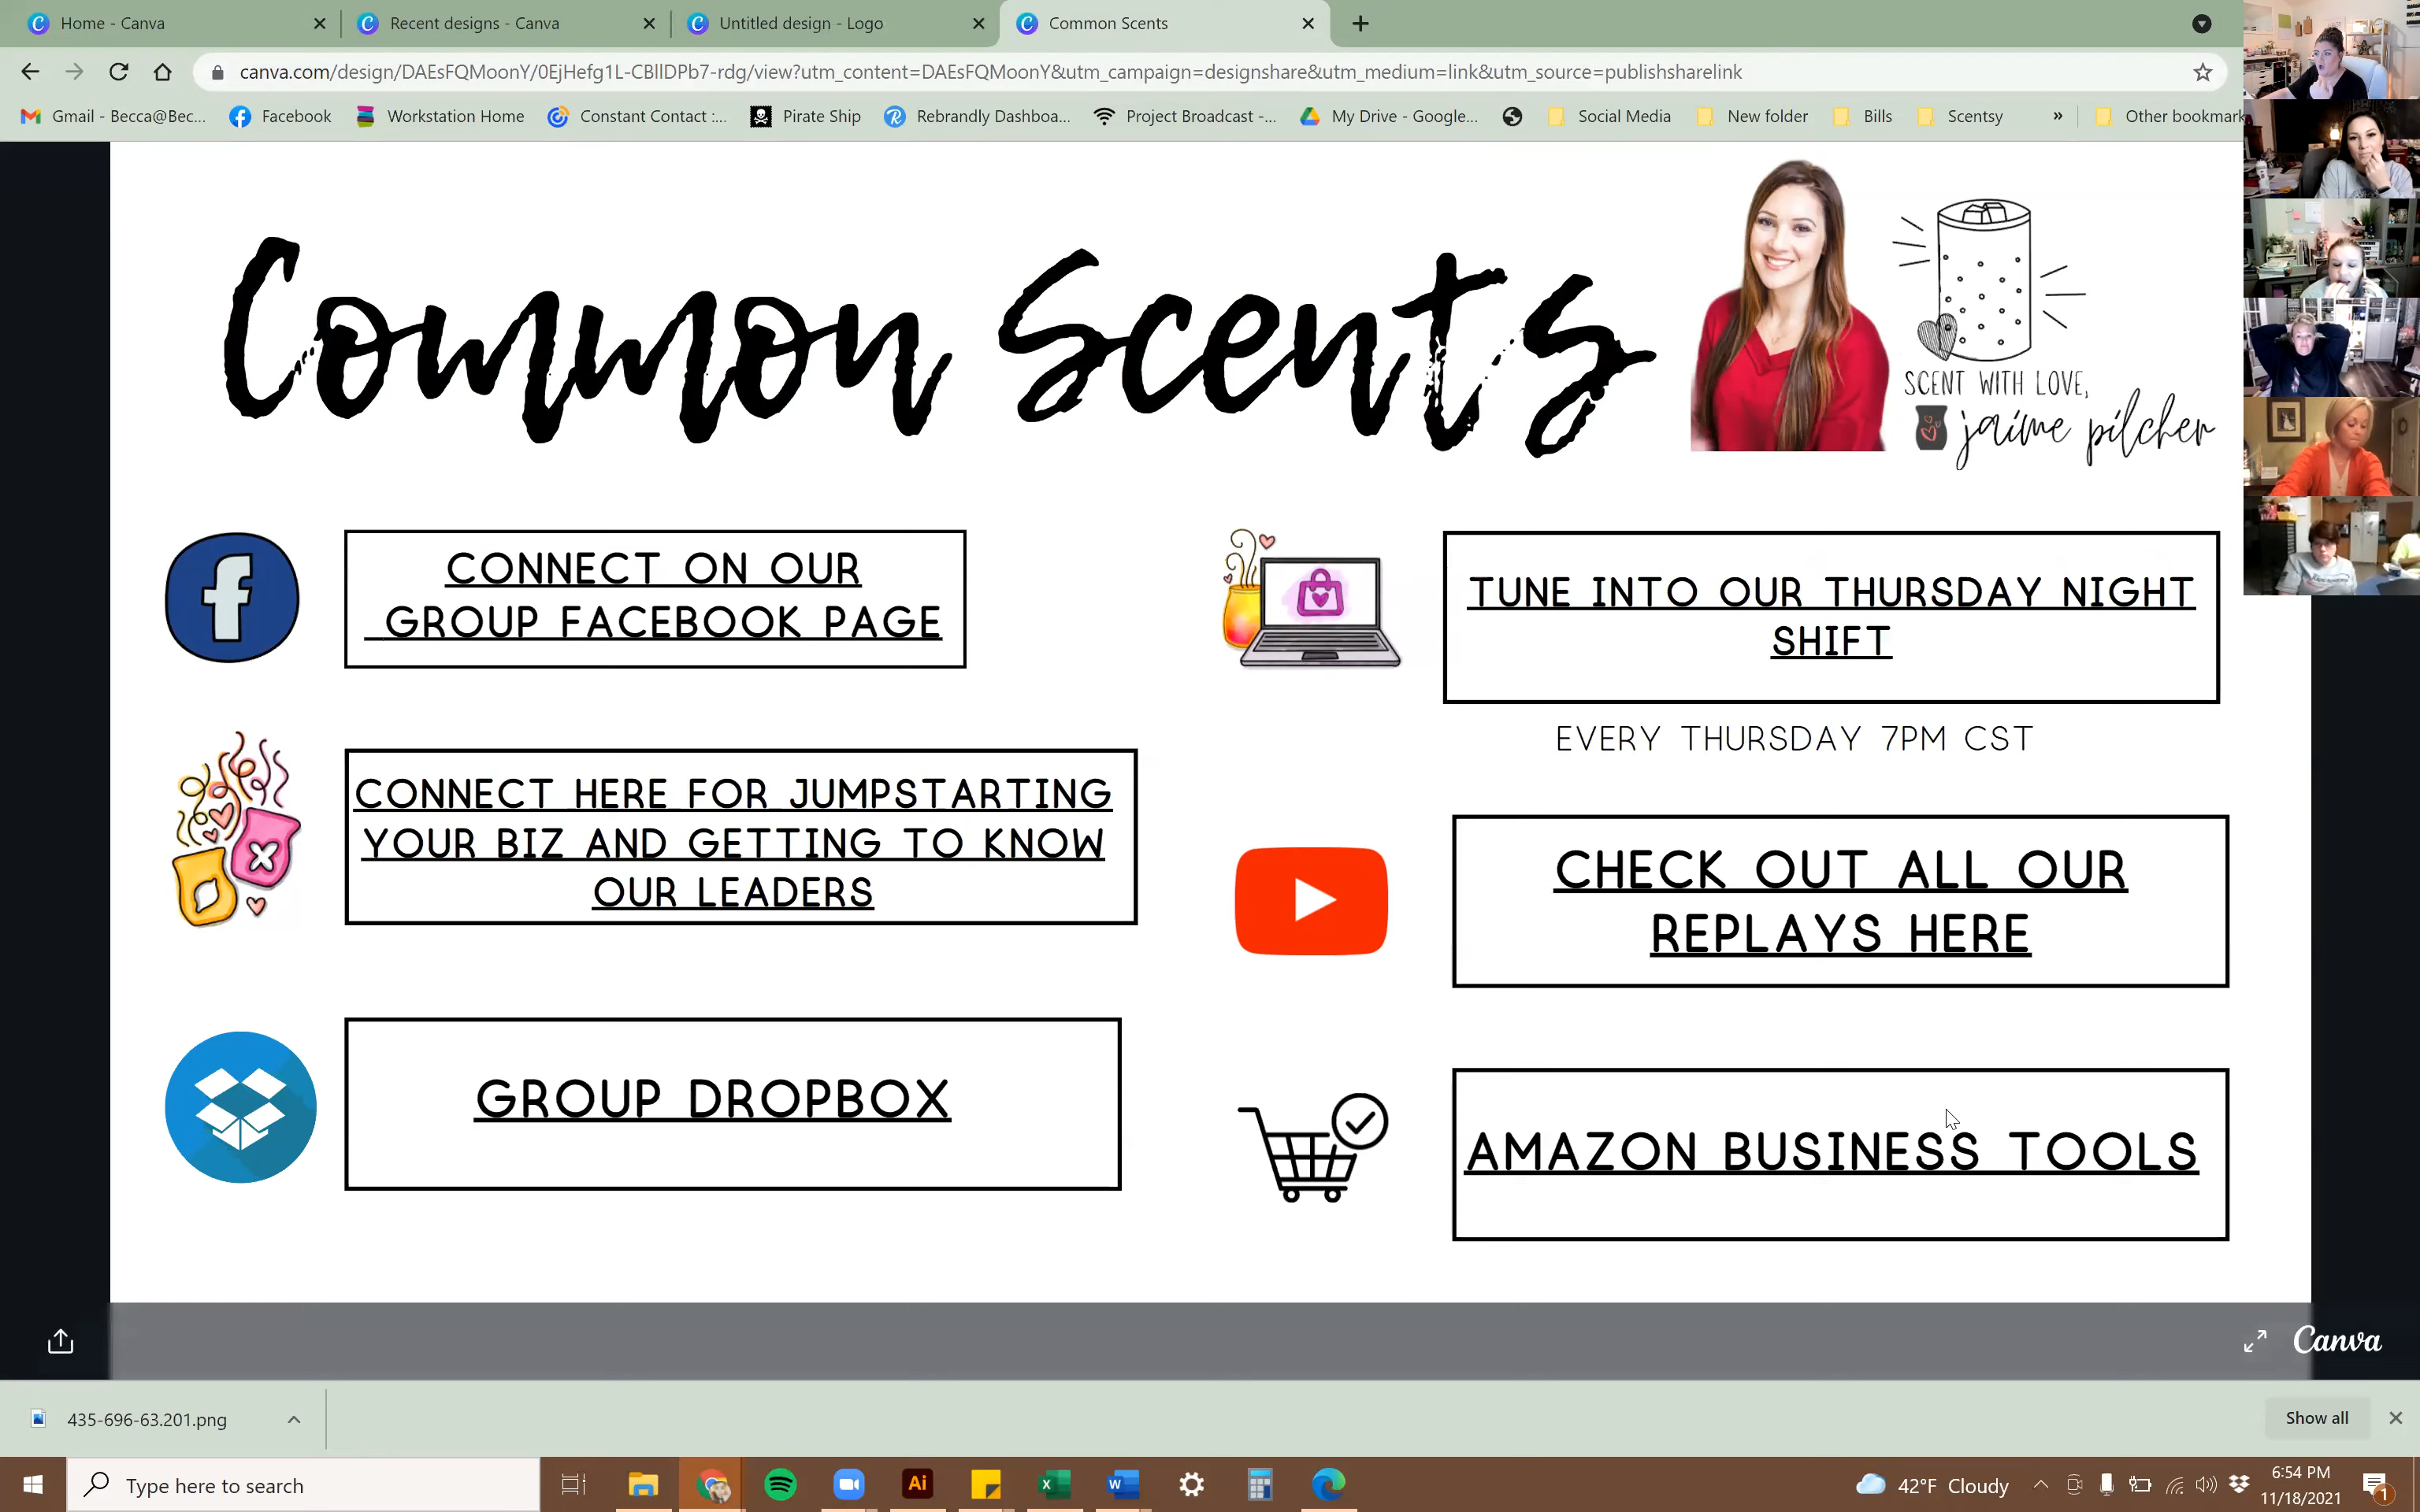 Home - Canva
Recent designs - Canva
Untitled design - Logo
Common Scents
canva.com/design/DAEsFQMoonY/0EjHefg1L-CBllDPb7-rdg/view?utm_content=DAEsFQMoonY&utm_campaign=designshare&utm_medium=link&utm_source=publishsharelink
Gmail - Becca@Bec...
Facebook
Workstation Home
Constant Contact :...
Pirate Ship
Rebrandly Dashboa...
Project Broadcast -...
My Drive - Google...
Social Media
New folder
Bills
Scentsy
»
Other bookmark
Common Scents
SCENT WITH LOVE,
jaime pilcher
CONNECT ON OUR
GROUP FACEBOOK PAGE
TUNE INTO OUR THURSDAY NIGHT
SHIFT
EVERY THURSDAY 7PM CST
CONNECT HERE FOR JUMPSTARTING
YOUR BIZ AND GETTING TO KNOW
OUR LEADERS
CHECK OUT ALL OUR
REPLAYS HERE
GROUP DROPBOX
AMAZON BUSINESS TOOLS
Canva
435-696-63.201.png
Show all
Type here to search
Ai
42°F Cloudy
6:54 PM
11/18/2021
1